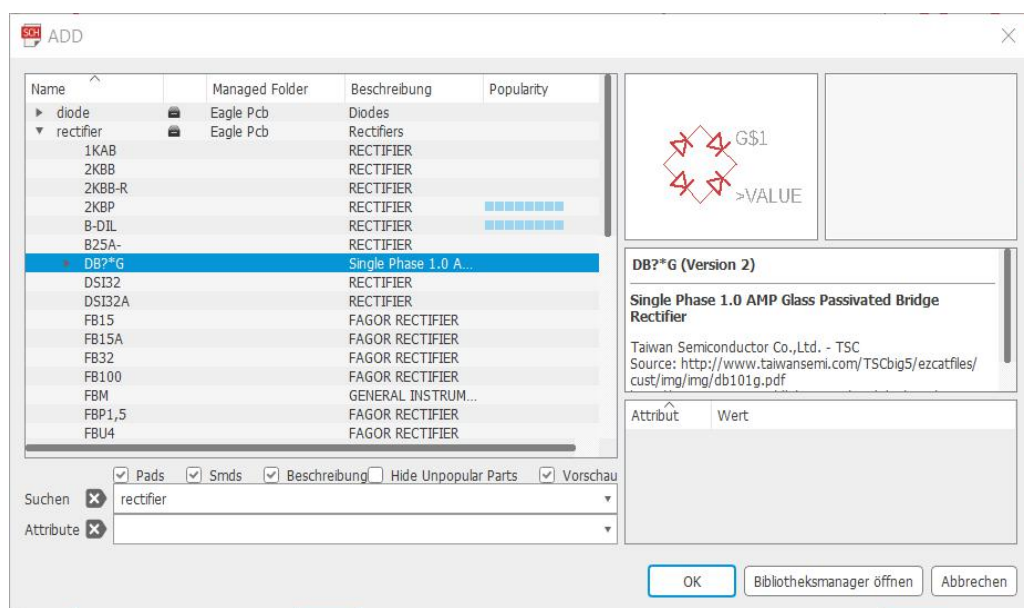 SCH ADD
Name Managed Folder Beschreibung Popularity
diode Eagle Pcb Diodes
rectifier Eagle Pcb Rectifiers
1KAB RECTIFIER
2KBB RECTIFIER
2KBB-R RECTIFIER
2KBP RECTIFIER
B-DIL RECTIFIER
B25A- RECTIFIER
DB?*G Single Phase 1.0 A...
DSI32 RECTIFIER
DSI32A RECTIFIER
FB15 FAGOR RECTIFIER
FB15A FAGOR RECTIFIER
FB32 FAGOR RECTIFIER
FB100 FAGOR RECTIFIER
FBM GENERAL INSTRUM...
FBP1,5 FAGOR RECTIFIER
FBU4 FAGOR RECTIFIER
Pads Smds Beschreibung Hide Unpopular Parts Vorschau
Suchen rectifier
Attribute
G$1
>VALUE
DB?*G (Version 2)
Single Phase 1.0 AMP Glass Passivated Bridge
Rectifier
Taiwan Semiconductor Co.,Ltd. - TSC
Source: http://www.taiwansemi.com/TSCbig5/ezcatfiles/
cust/img/img/db101g.pdf
Attribut Wert
OK Bibliotheksmanager öffnen Abbrechen